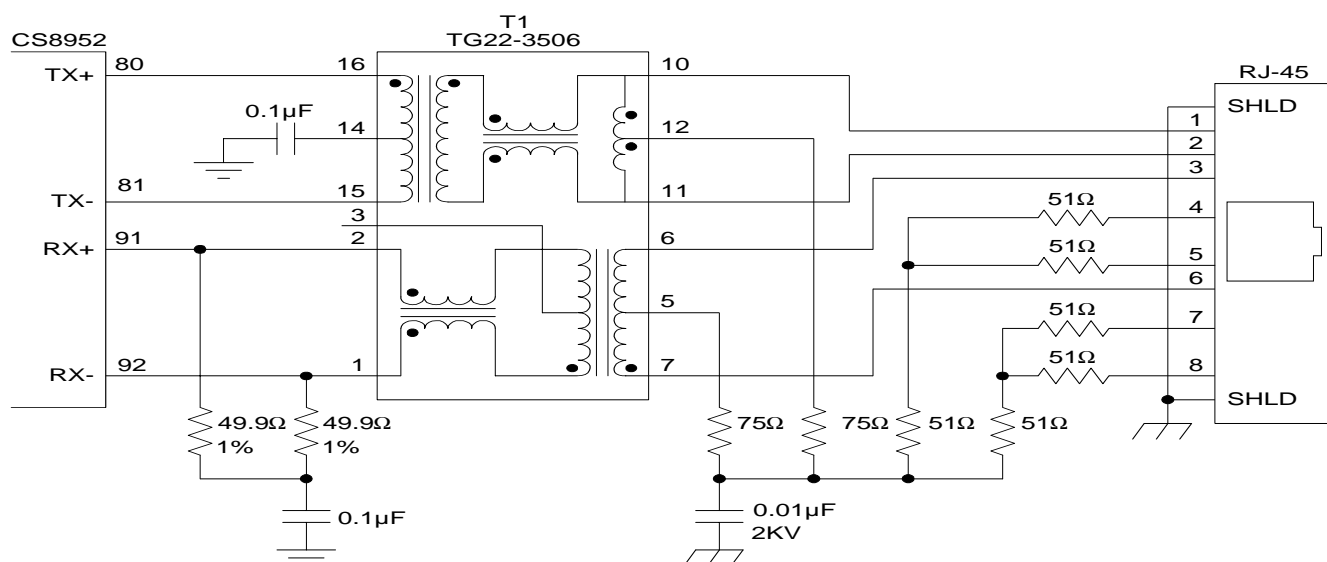 T1
CS8952
TG22-3506
TX+ 80 16 10
RJ-45
SHLD
0.1µF
14 12
1
2
TX- 81 15 11
3
3
51Ω
4
RX+ 91 2 6
51Ω
5
6
5
51Ω
7
51Ω
RX- 92 1 7
8
SHLD
49.9Ω 49.9Ω 75Ω 75Ω 51Ω 51Ω
1% 1%
0.1µF
0.01µF
2KV